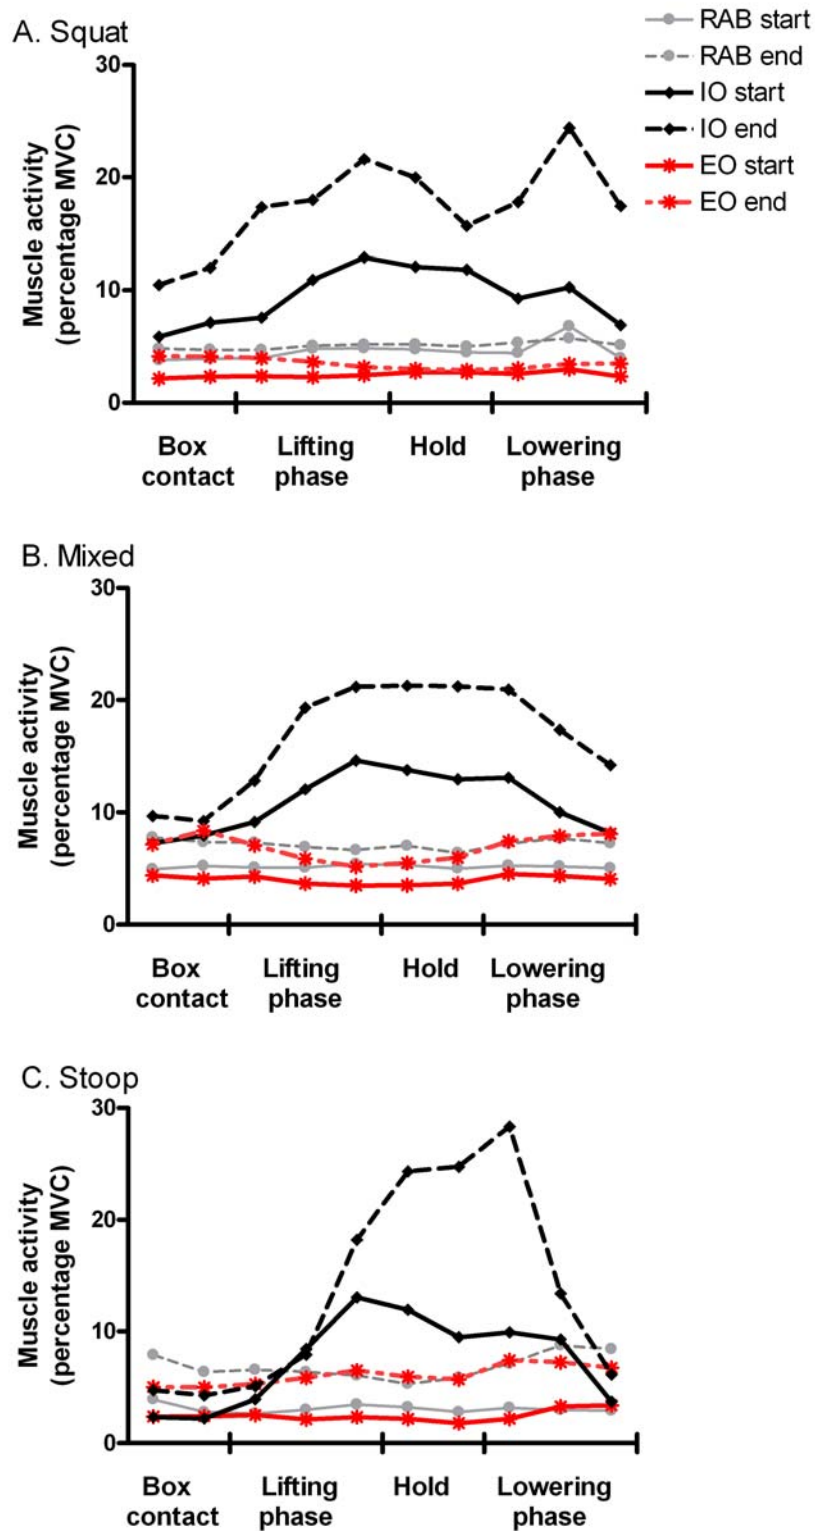 A. Squat
RAB start
RAB end
IO start
IO end
EO start
EO end
Muscle activity
(percentage MVC)
30
20
10
0
Box
contact
Lifting
phase
Hold
Lowering
phase
B. Mixed
Muscle activity
(percentage MVC)
30
20
10
0
Box
contact
Lifting
phase
Hold
Lowering
phase
C. Stoop
Muscle activity
(percentage MVC)
30
20
10
0
Box
contact
Lifting
phase
Hold
Lowering
phase